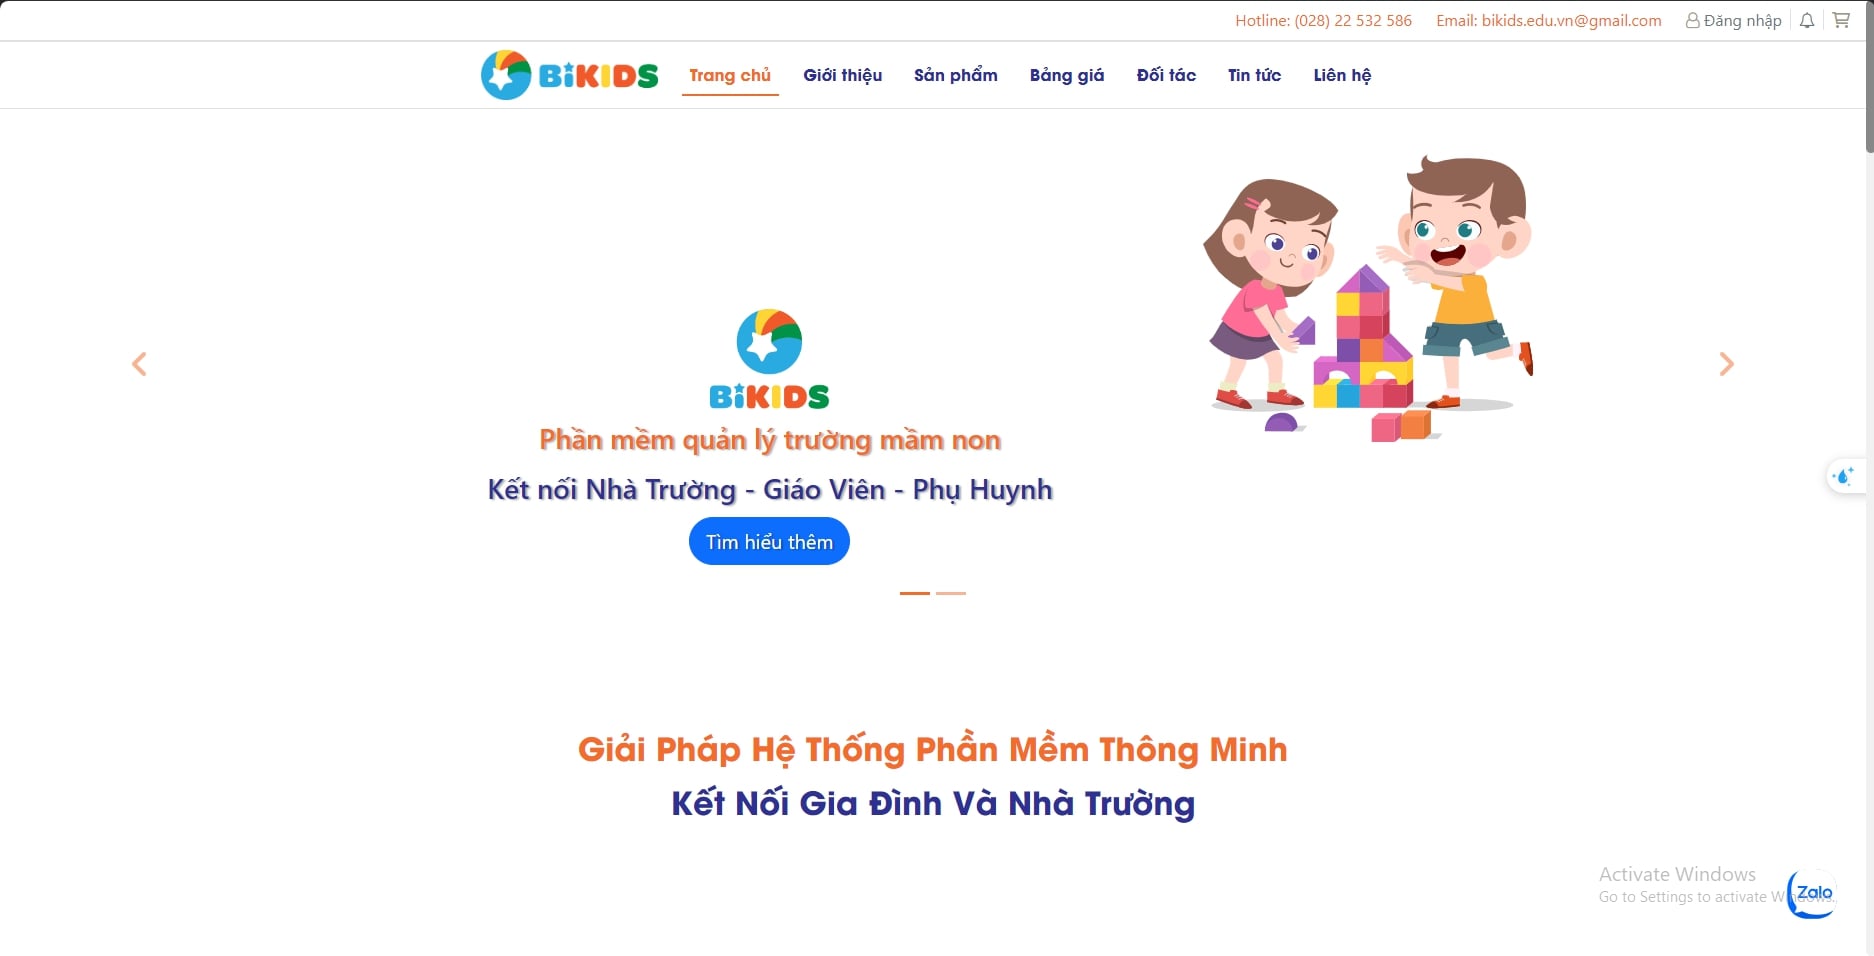 Hotline: (028) 22 532 586 Email: bikids.edu.vn@gmail.com Đăng nhập
BiKIDS Trang chủ Giới thiệu Sản phẩm Bảng giá Đối tác Tin tức Liên hệ
BiKIDS
Phần mềm quản lý trường mầm non
Kết nối Nhà Trường - Giáo Viên - Phụ Huynh
Tìm hiểu thêm
Giải Pháp Hệ Thống Phần Mềm Thông Minh
Kết Nối Gia Đình Và Nhà Trường
Activate Windows
Go to Settings to activate Windows.
Zalo